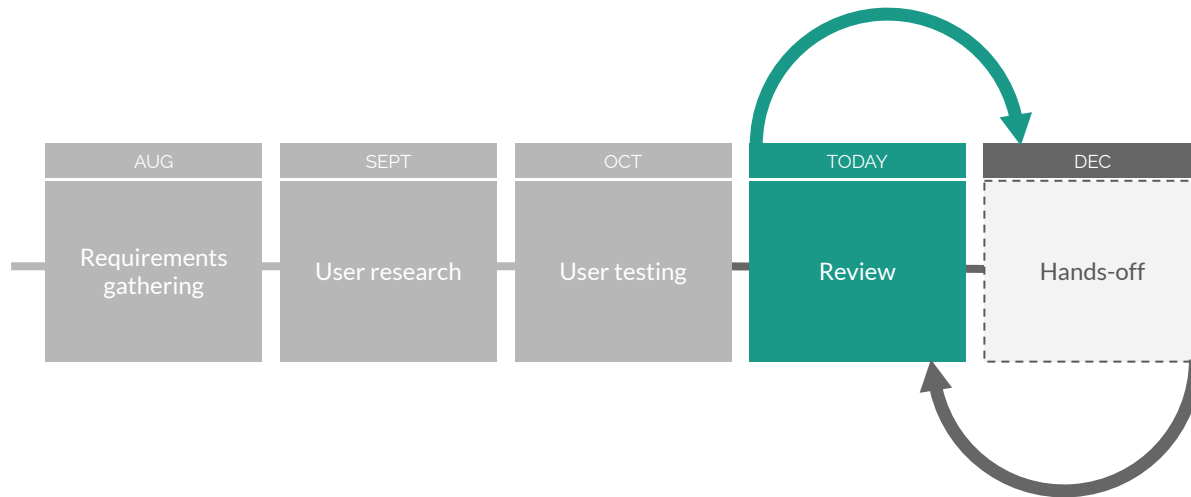 AUG
SEPT
OCT
TODAY
DEC
Requirements
gathering
User research
User testing
Review
Hands-off